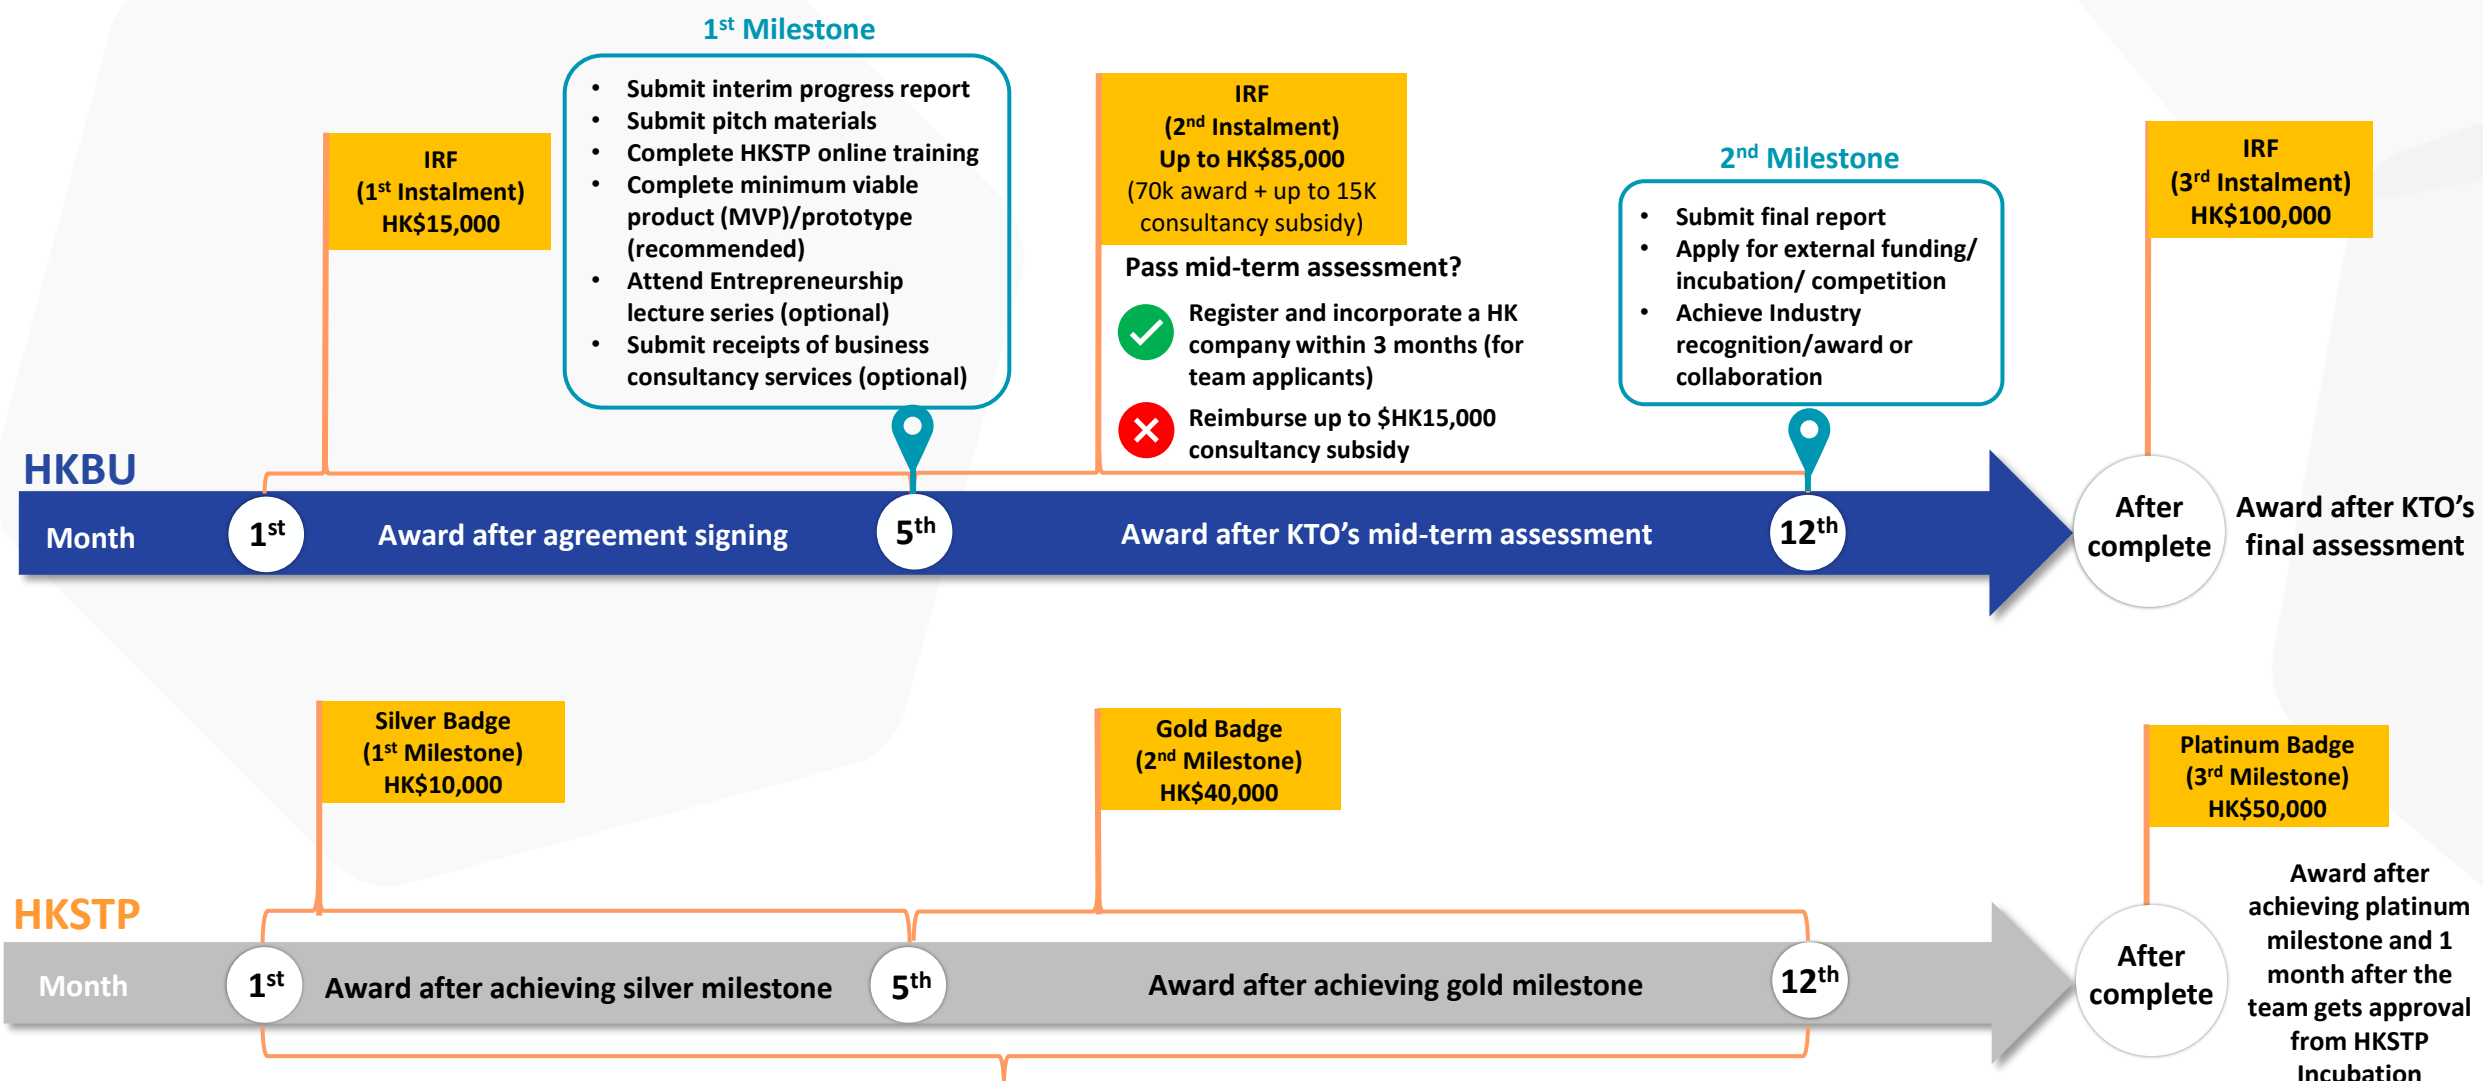 1st Milestone
• Submit interim progress report
• Submit pitch materials
• Complete HKSTP online training
• Complete minimum viable
product (MVP)/prototype
(recommended)
• Attend Entrepreneurship
lecture series (optional)
• Submit receipts of business
consultancy services (optional)
IRF
(1st Instalment)
HK$15,000
IRF
(2nd Instalment)
Up to HK$85,000
(70k award + up to 15K
consultancy subsidy)
Pass mid-term assessment?
Register and incorporate a HK
company within 3 months (for
team applicants)
Reimburse up to $HK15,000
consultancy subsidy
2nd Milestone
• Submit final report
• Apply for external funding/
incubation/ competition
• Achieve Industry
recognition/award or
collaboration
IRF
(3rd Instalment)
HK$100,000
HKBU
Month
1st
Award after agreement signing
5th
Award after KTO's mid-term assessment
12th
After
complete
Award after KTO's
final assessment
Silver Badge
(1st Milestone)
HK$10,000
Gold Badge
(2nd Milestone)
HK$40,000
Platinum Badge
(3rd Milestone)
HK$50,000
HKSTP
Month
1st
Award after achieving silver milestone
5th
Award after achieving gold milestone
12th
After
complete
Award after
achieving platinum
milestone and 1
month after the
team gets approval
from HKSTP
Incubation